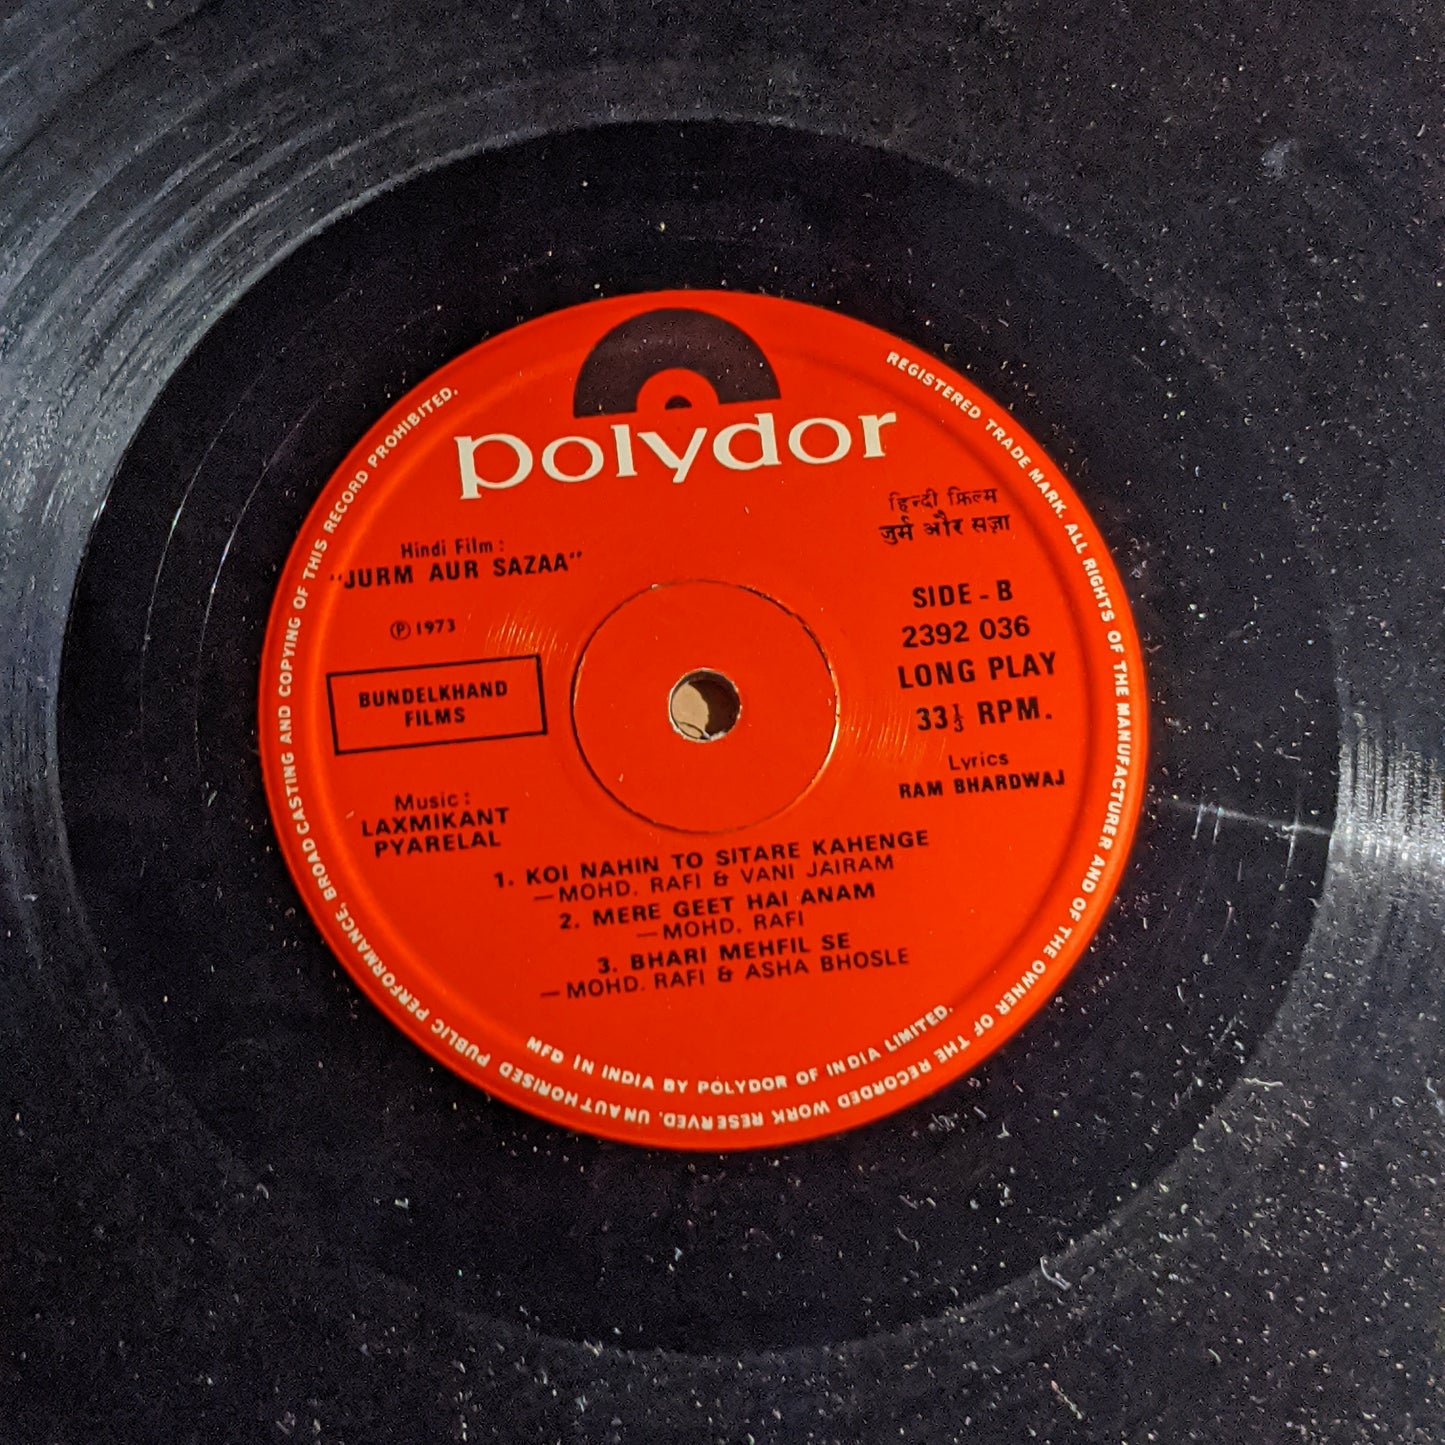 polydor
Hindi Film :
"JURM AUR SAZAA"
℗ 1973
BUNDELKHAND
FILMS
Music :
LAXMIKANT
PYARELAL
हिन्दी फ़िल्म
जुर्म और सज़ा
SIDE - B
2392 036
LONG PLAY
33⅓ RPM.
Lyrics
RAM BHARDWAJ
1. KOI NAHIN TO SITARE KAHENGE
—MOHD. RAFI & VANI JAIRAM
2. MERE GEET HAI ANAM
—MOHD. RAFI
3. BHARI MEHFIL SE
—MOHD. RAFI & ASHA BHOSLE
MFD IN INDIA BY POLYDOR OF INDIA LIMITED.
REGISTERED TRADE MARK. ALL RIGHTS OF THE MANUFACTURER AND OF THE OWNER OF THE RECORDED WORK RESERVED. UNAUTHORISED PUBLIC PERFORMANCE, BROADCASTING AND COPYING OF THIS RECORD PROHIBITED.